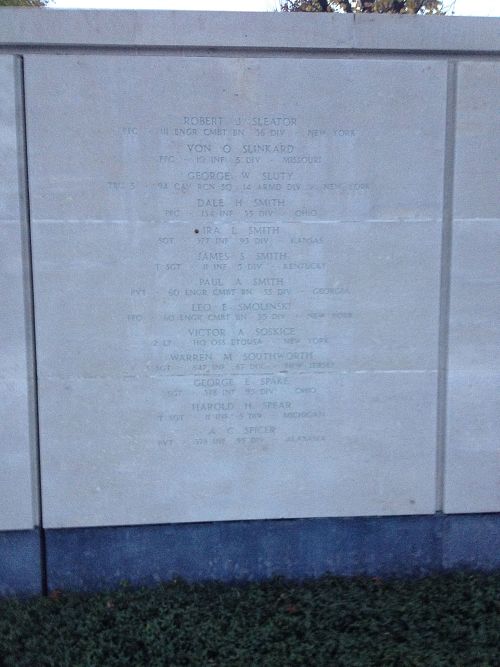 ROBERT J SLEATOR
PFC · 111 ENGR CMBT BN · 36 DIV · NEW YORK
VON O SLINKARD
PFC · 10 INF 5 DIV · MISSOURI
GEORGE W SLUTY
TEC 5 · 94 CAV RCN SQ · 14 ARMD DIV · NEW YORK
DALE H SMITH
PFC · 134 INF 35 DIV · OHIO
IRA L SMITH
SGT · 377 INF 95 DIV · KANSAS
JAMES S SMITH
T SGT · 11 INF 5 DIV · KENTUCKY
PAUL A SMITH
PVT · 60 ENGR CMBT BN 35 DIV · GEORGIA
LEO E SMOLINSKI
PFC · 60 ENGR CMBT BN 35 DIV · NEW YORK
VICTOR A SOSKICE
2 LT · HQ OSS ETOUSA · NEW YORK
WARREN M SOUTHWORTH
S SGT · 347 INF 87 DIV · NEW JERSEY
GEORGE E SPAKE
SGT · 378 INF 95 DIV · OHIO
HAROLD H SPEAR
T SGT · 11 INF 5 DIV · MICHIGAN
A C SPICER
PVT · 378 INF 95 DIV · ALABAMA